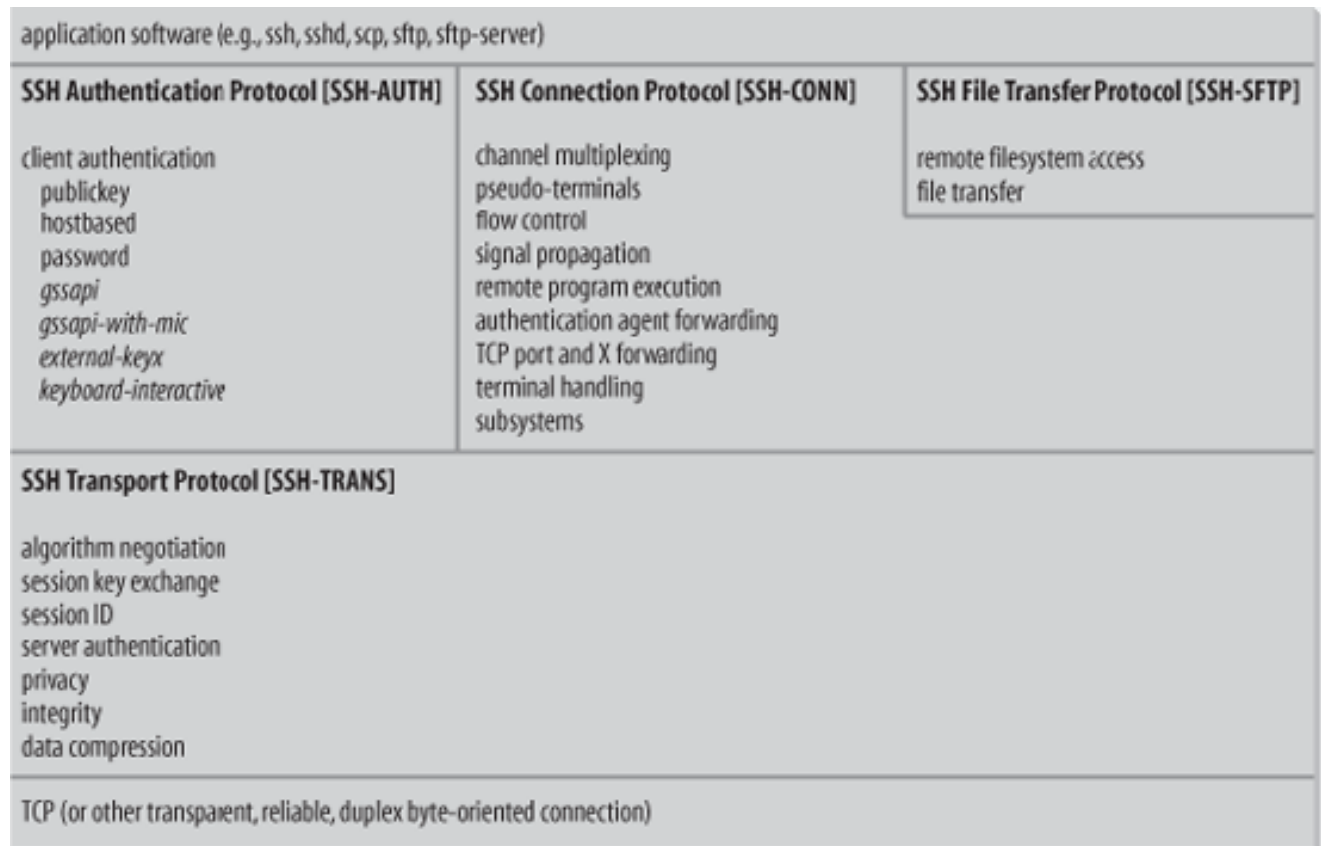 application software (e.g., ssh, sshd, scp, sftp, sftp-server)
SSH Authentication Protocol [SSH-AUTH]
client authentication
publickey
hostbased
password
gssapi
gssapi-with-mic
external-keyx
keyboard-interactive
SSH Connection Protocol [SSH-CONN]
channel multiplexing
pseudo-terminals
flow control
signal propagation
remote program execution
authentication agent forwarding
TCP port and X forwarding
terminal handling
subsystems
SSH File Transfer Protocol [SSH-SFTP]
remote filesystem access
file transfer
SSH Transport Protocol [SSH-TRANS]
algorithm negotiation
session key exchange
session ID
server authentication
privacy
integrity
data compression
TCP (or other transparent, reliable, duplex byte-oriented connection)